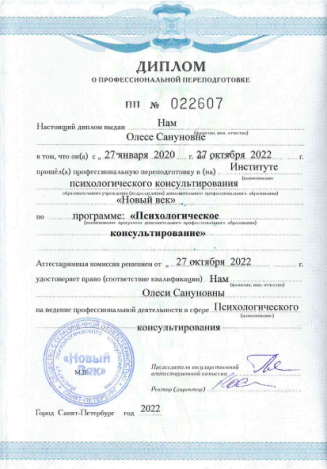 ДИПЛОМ
О ПРОФЕССИОНАЛЬНОЙ ПЕРЕПОДГОТОВКЕ
ПП № 022607
Настоящий диплом выдан Нам
Олесе Сануновне
(фамилия, имя, отчество)
в том, что он(а) с „ 27 января 2020 г. 27 октября 2022 г.
прошёл(а) профессиональную переподготовку в (на) Институте
(наименование)
психологического консультирования
образовательного учреждения (подразделения) дополнительного профессионального образования)
«Новый век»
по программе: «Психологическое
(наименование программы дополнительного профессионального образования)
консультирование»
Аттестационная комиссия решением от „ 27 октября 2022 г.
удостоверяет право (соответствие квалификации) Нам
(фамилия, имя, отчество)
Олеси Сануновны
на ведение профессиональной деятельности в сфере Психологического
(наименование)
консультирования
Председатель государственной
аттестационной комиссии
Ректор (директор)
«Новый
век»
М.П.
Город Санкт-Петербург год 2022